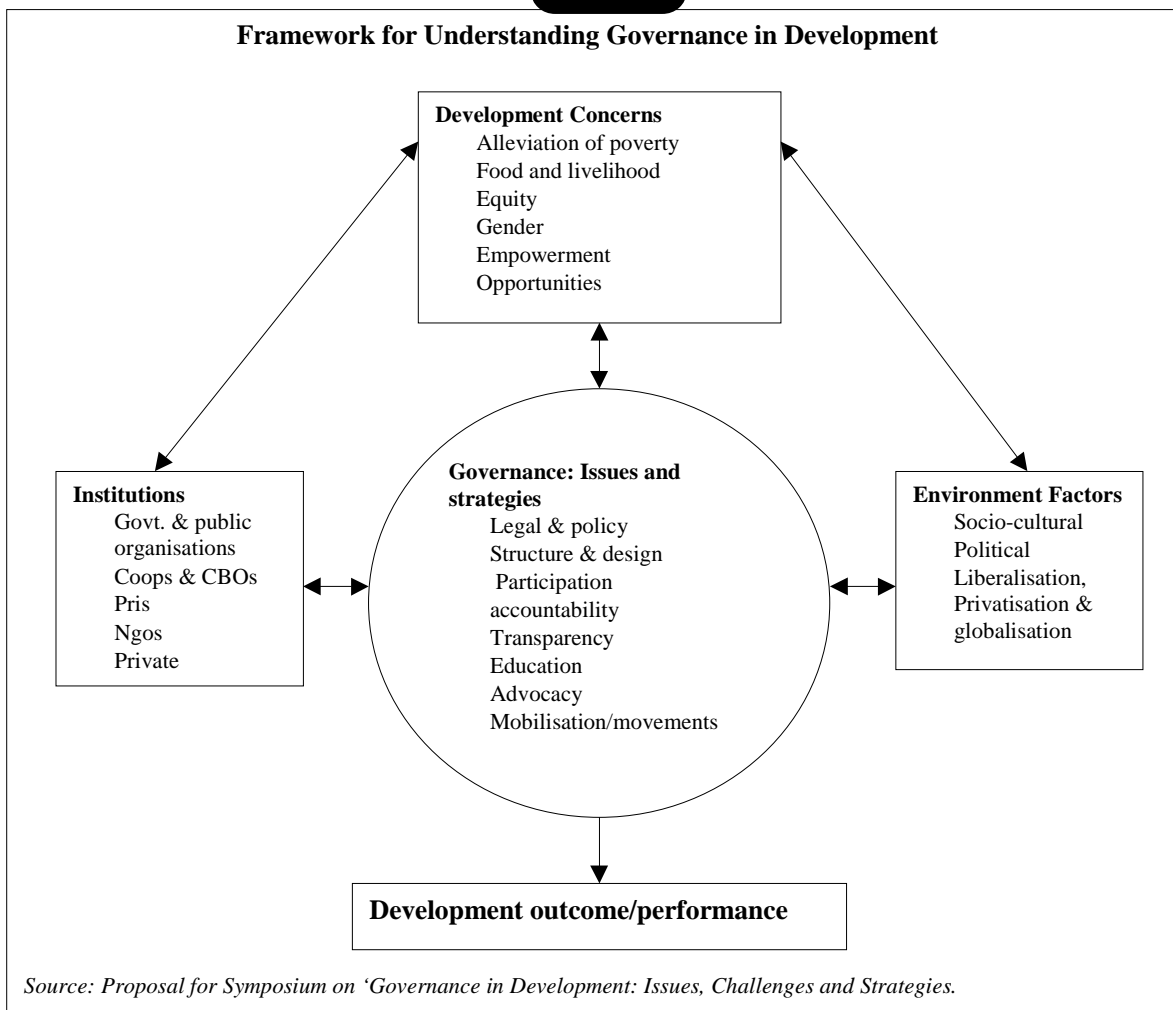 Framework for Understanding Governance in Development
Development Concerns
Alleviation of poverty
Food and livelihood
Equity
Gender
Empowerment
Opportunities
Institutions
Govt. & public
organisations
Coops & CBOs
Pris
Ngos
Private
Governance: Issues and
strategies
Legal & policy
Structure & design
Participation
accountability
Transparency
Education
Advocacy
Mobilisation/movements
Environment Factors
Socio-cultural
Political
Liberalisation,
Privatisation &
globalisation
Development outcome/performance
Source: Proposal for Symposium on ‘Governance in Development: Issues, Challenges and Strategies.